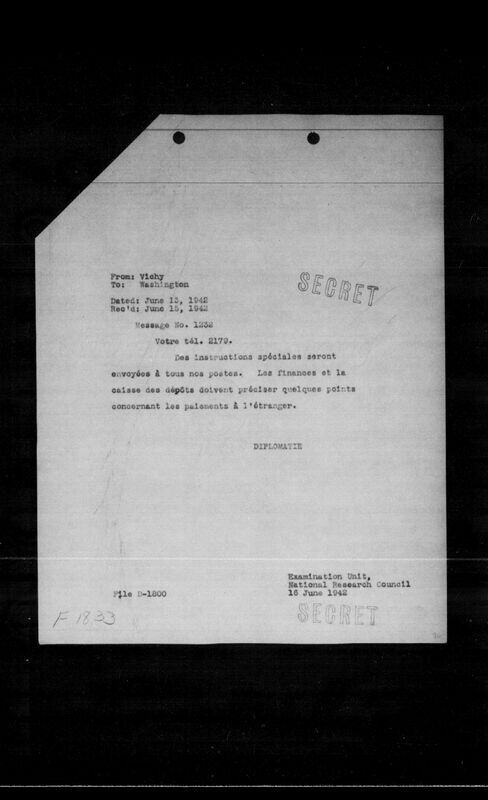 From: Vichy
To: Washington
SECRET
Dated: June 13, 1942
Rec'd: June 15, 1942
Message No. 1232
Votre tél. 2179.
Des instructions spéciales seront
envoyées à tous nos postes. Les finances et la
caisse des dépôts doivent préciser quelques points
concernant les paiements à l'étranger.
DIPLOMATIE
Examination Unit,
National Research Council
File D-1800
16 June 1942
F 1833
SECRET